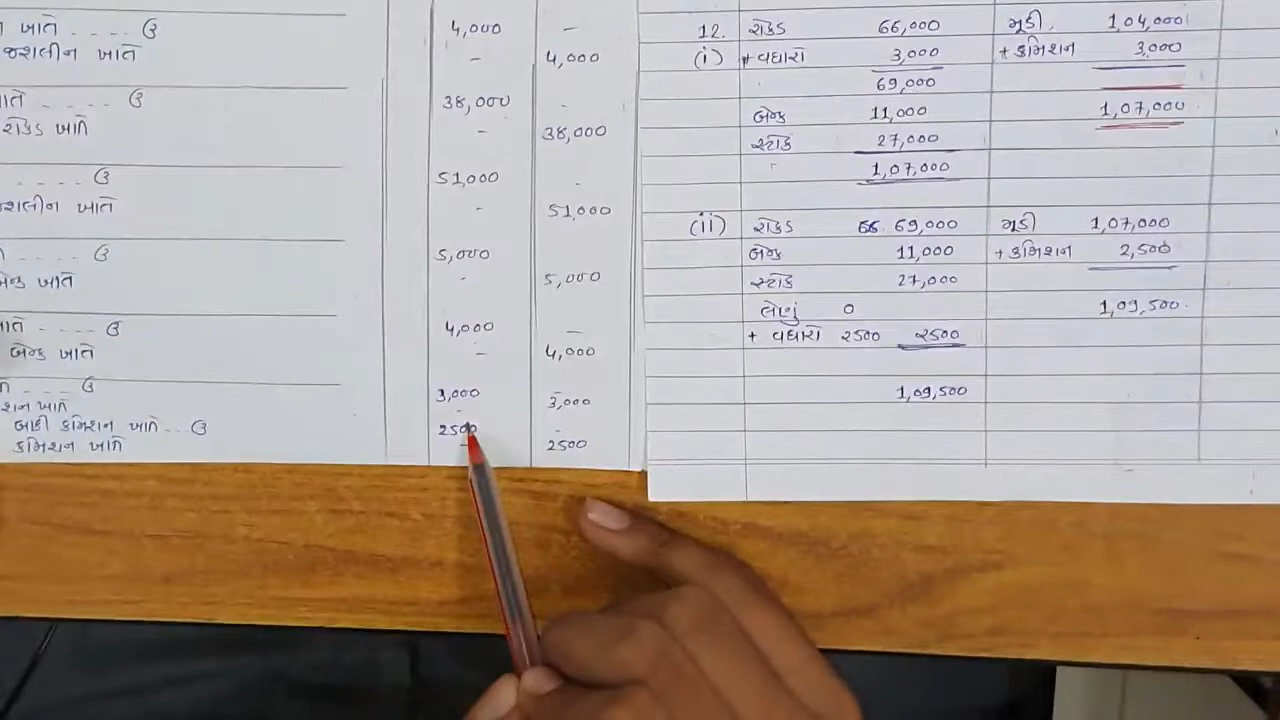 ખાતે .... ઉ 4,000 -
જશલીન ખાતે - 4,000
.... ઉ 38,000 -
રોકડ ખાતે - 38,000
.... ઉ 51,000 -
ખાતે - 51,000
.... ઉ 5,000 -
ખાતે - 5,000
.... ઉ 4,000 -
બેન્ક ખાતે - 4,000
.... ઉ 3,000 -
ખાતે - 3,000
બાકી કમિશન ખાતે ... ઉ 2500 -
કમિશન ખાતે - 2500
12. રોકડ 66,000 મૂડી. 1,04,000
(i) + વધારો 3,000 + કમિશન 3,000
69,000
બેન્ક 11,000 1,07,000
સ્ટોક 27,000
1,07,000
(ii) રોકડ 66. 69,000 મૂડી 1,07,000
બેન્ક 11,000 + કમિશન 2,500
સ્ટોક 27,000
લેણું 0 1,09,500.
+ વધારો 2500 2500
1,09,500